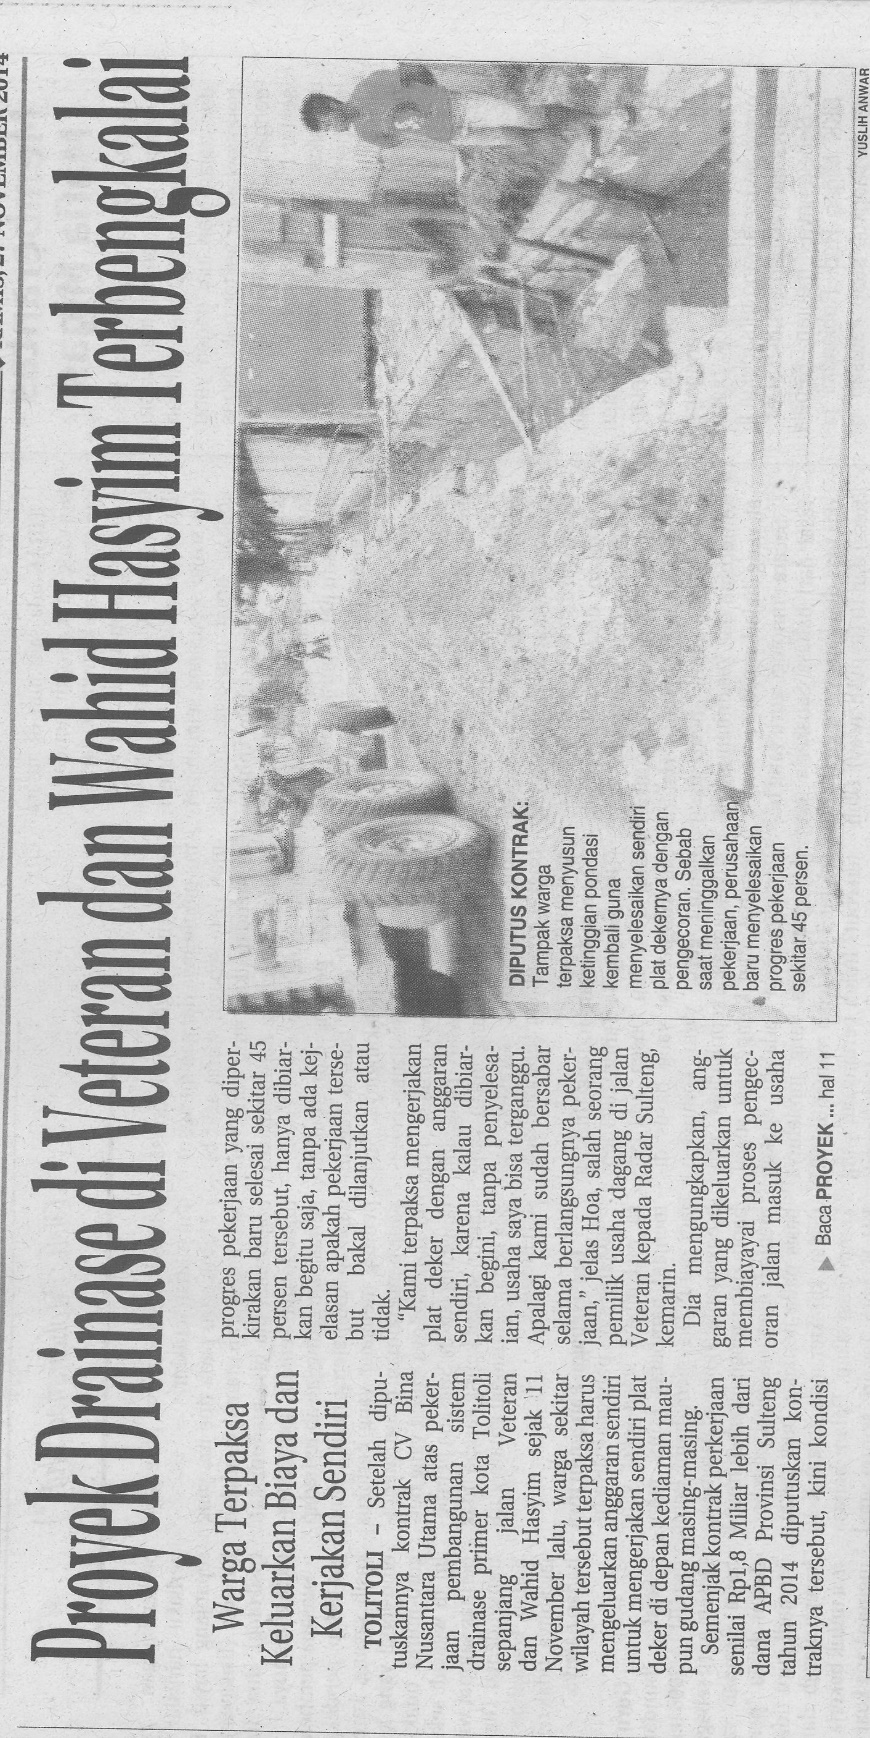 27 NOVEMBER 2014
Proyek Drainase di Veteran dan Wahid Hasyim Terbengkalai
Warga Terpaksa
Keluarkan Biaya dan
Kerjakan Sendiri
TOLITOLI – Setelah dipu-
tuskannya kontrak CV Bina
Nusantara Utama atas peker-
jaan pembangunan sistem
drainase primer kota Tolitoli
sepanjang jalan Veteran
dan Wahid Hasyim sejak 11
November lalu, warga sekitar
wilayah tersebut terpaksa harus
mengeluarkan anggaran sendiri
untuk mengerjakan sendiri plat
deker di depan kediaman mau-
pun gudang masing-masing.
Semenjak kontrak perkerjaan
senilai Rp1,8 Miliar lebih dari
dana APBD Provinsi Sulteng
tahun 2014 diputuskan kon-
traknya tersebut, kini kondisi
progres pekerjaan yang diper-
kirakan baru selesai sekitar 45
persen tersebut, hanya dibiar-
kan begitu saja, tanpa ada kej-
elasan apakah pekerjaan terse-
but bakal dilanjutkan atau
tidak.
“Kami terpaksa mengerjakan
plat deker dengan anggaran
sendiri, karena kalau dibiar-
kan begini, tanpa penyelesa-
ian, usaha saya bisa terganggu.
Apalagi kami sudah bersabar
selama berlangsungnya peker-
jaan,” jelas Hoa, salah seorang
pemilik usaha dagang di jalan
Veteran kepada Radar Sulteng,
kemarin.
Dia mengungkapkan, ang-
garan yang dikeluarkan untuk
membiayayai proses pengec-
oran jalan masuk ke usaha
Baca PROYEK ... hal 11
DIPUTUS KONTRAK:
Tampak warga
terpaksa menyusun
ketinggian pondasi
kembali guna
menyelesaikan sendiri
plat dekernya dengan
pengecoran. Sebab
saat meninggalkan
pekerjaan, perusahaan
baru menyelesaikan
progres pekerjaan
sekitar 45 persen.
YUSLIH ANWAR